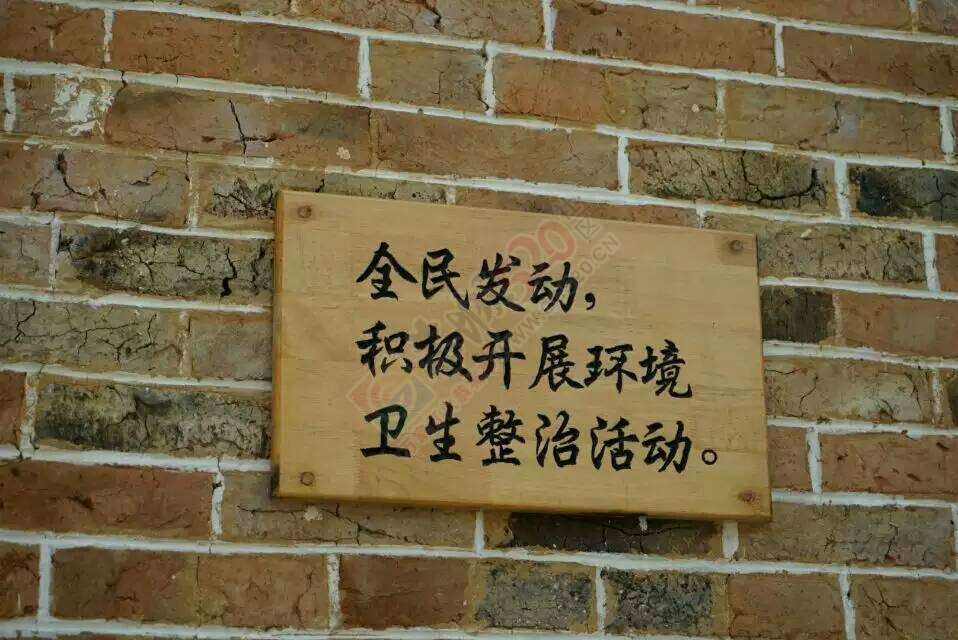 全民发动，
积极开展环境
卫生整治活动。